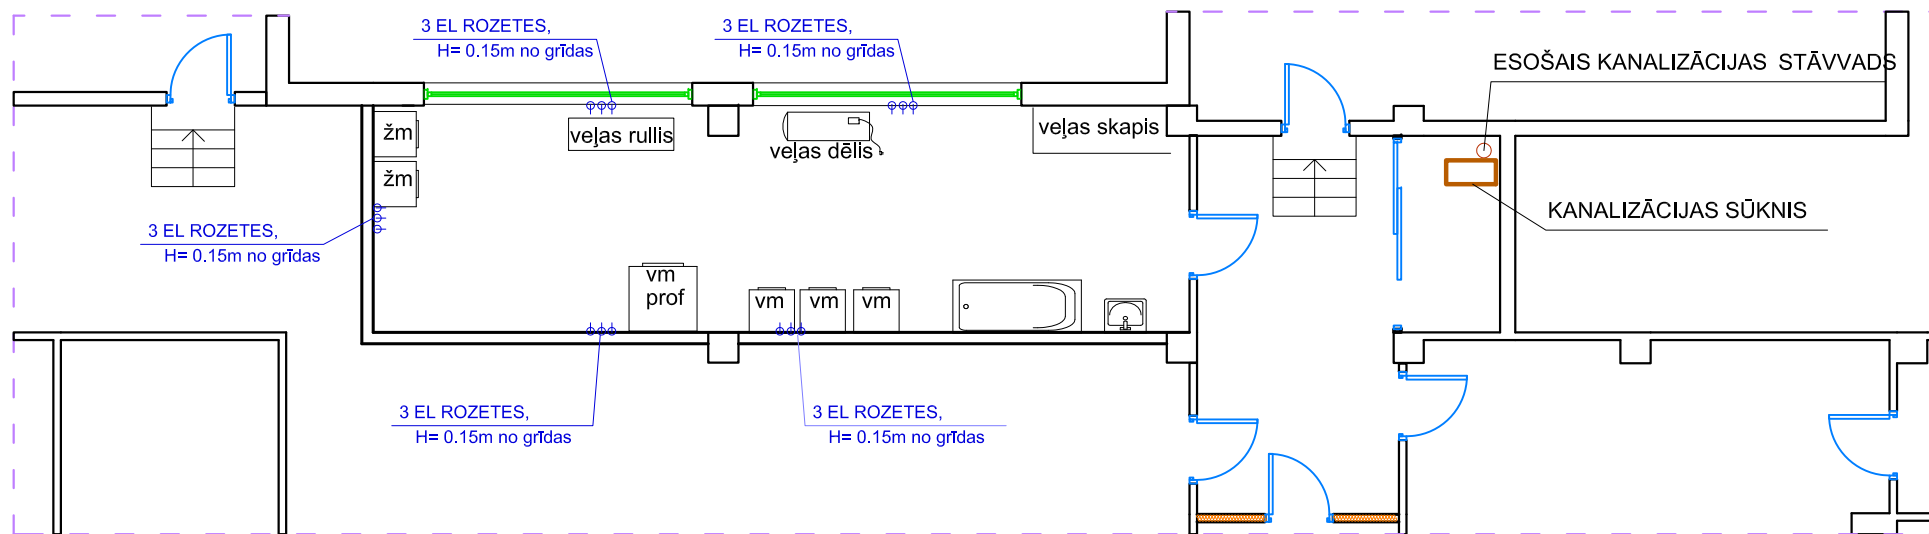 3 EL ROZETES,
H= 0.15m no grīdas
3 EL ROZETES,
H= 0.15m no grīdas
ESOŠAIS KANALIZĀCIJAS STĀVVADS
žm
veļas rullis
veļas dēlis
veļas skapis
žm
KANALIZĀCIJAS SŪKNIS
3 EL ROZETES,
H= 0.15m no grīdas
vm
prof
vm
vm
vm
3 EL ROZETES,
H= 0.15m no grīdas
3 EL ROZETES,
H= 0.15m no grīdas